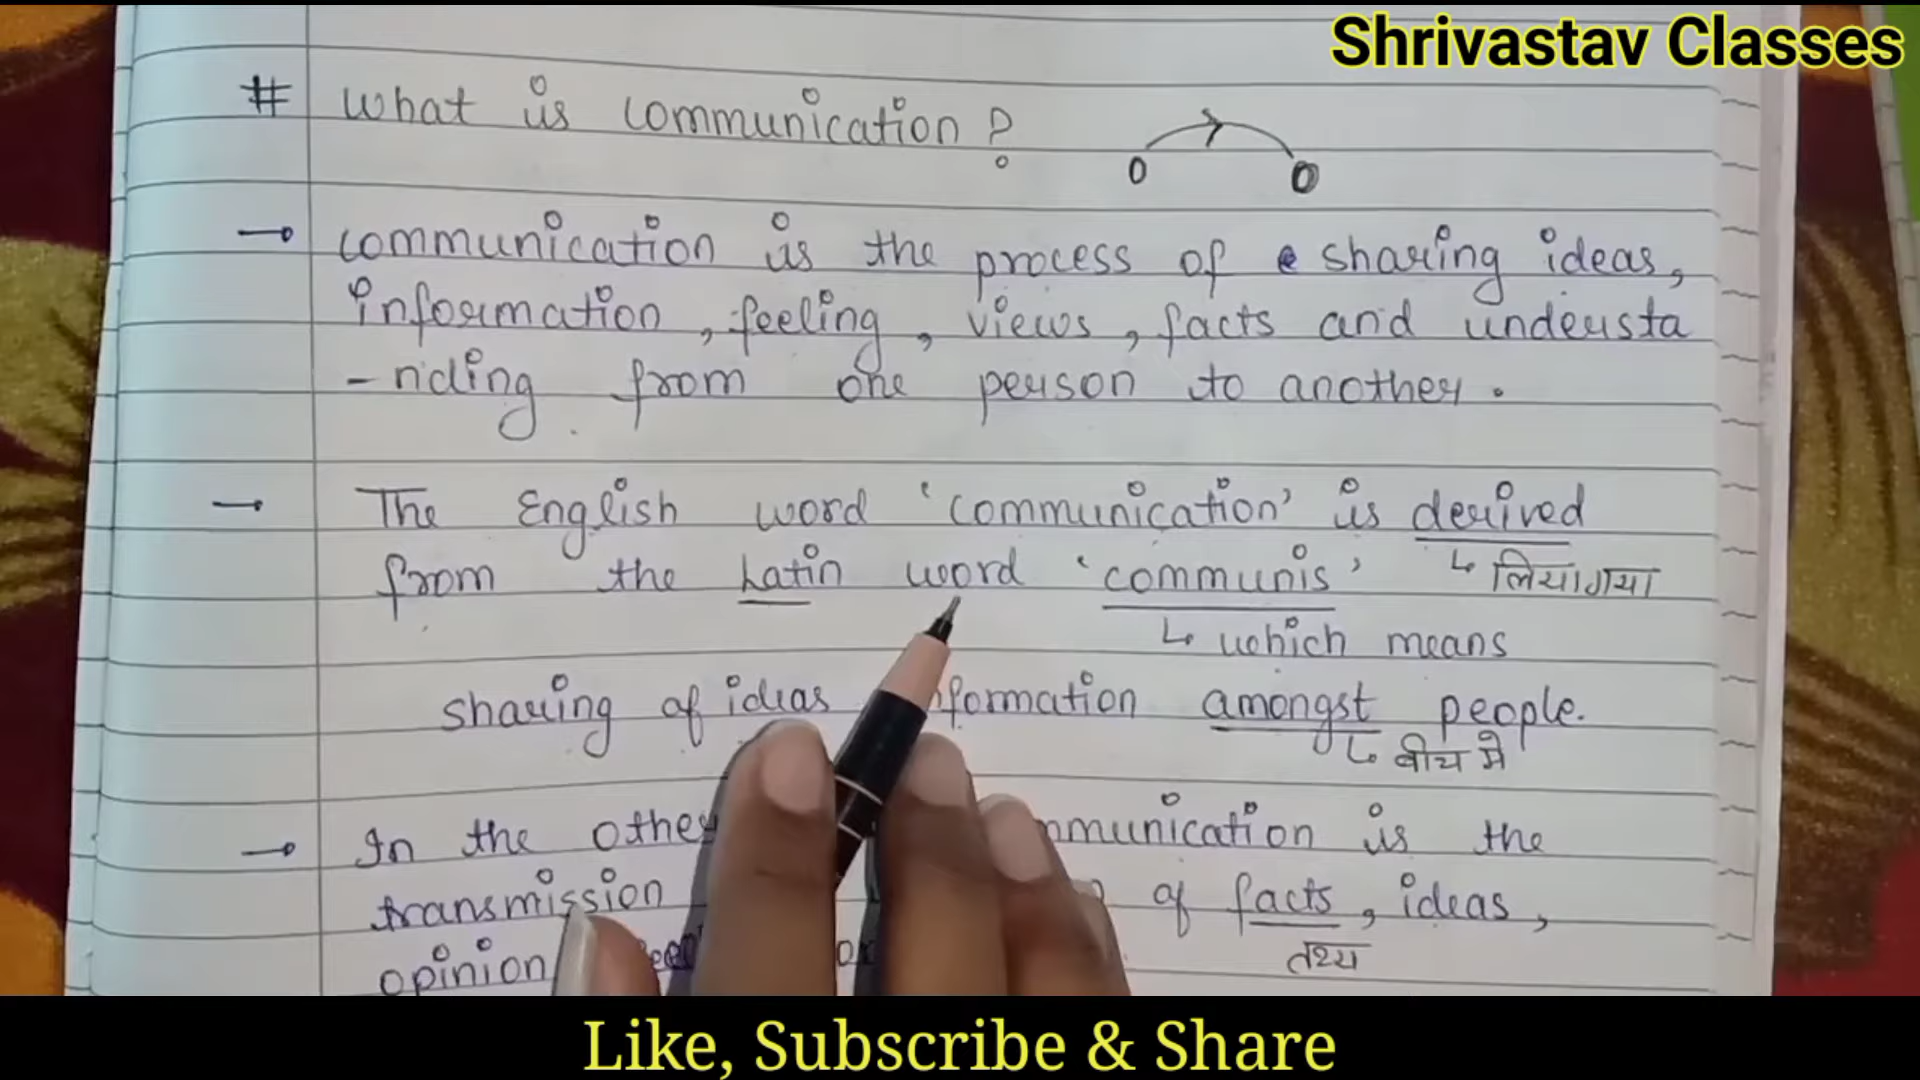 Shrivastav Classes
# What is communication ?
→ communication is the process of sharing ideas,
information, feeling, views, facts and understa
-nding from one person to another.
→ The English word 'communication' is derived
from the Latin word 'communis' ↳ लिया गया
↳ which means
sharing of ideas formation amongst people.
↳ बीच मे
→ In the other mmunication is the
transmission of facts, ideas,
opinion तथ्य
Like, Subscribe & Share